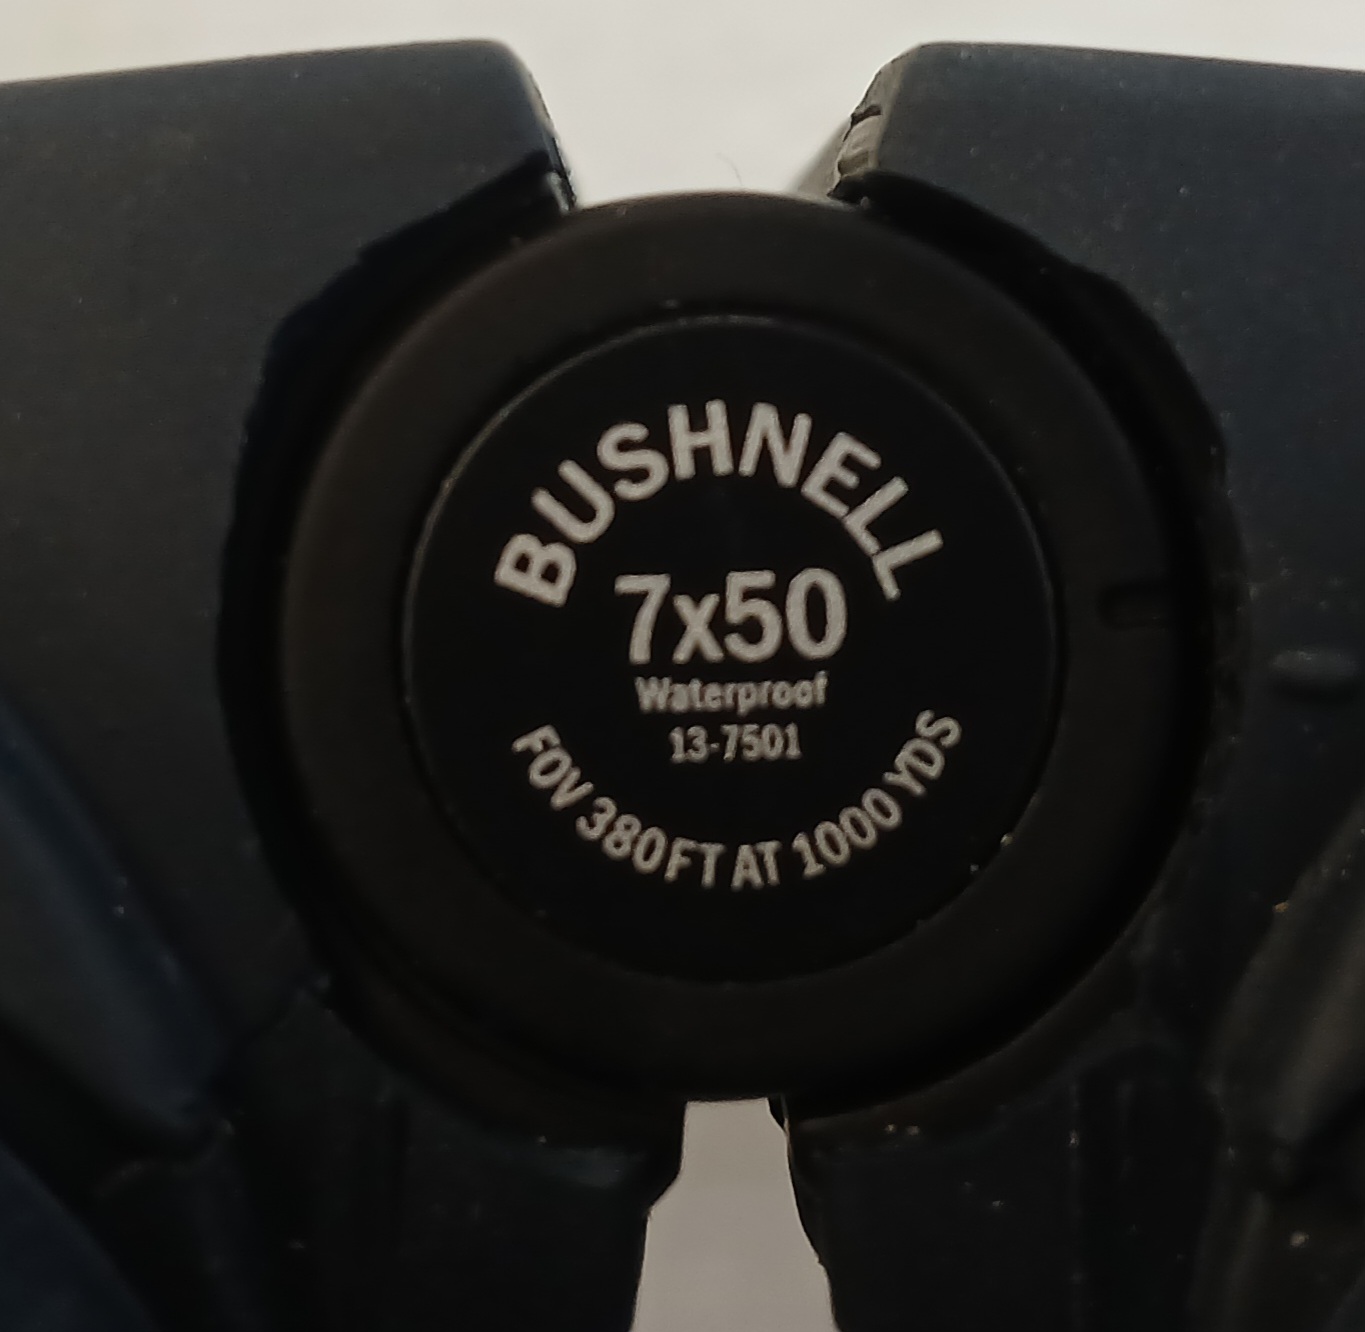 BUSHNELL
7x50
Waterproof
13-7501
FOV 380FT AT 1000 YDS